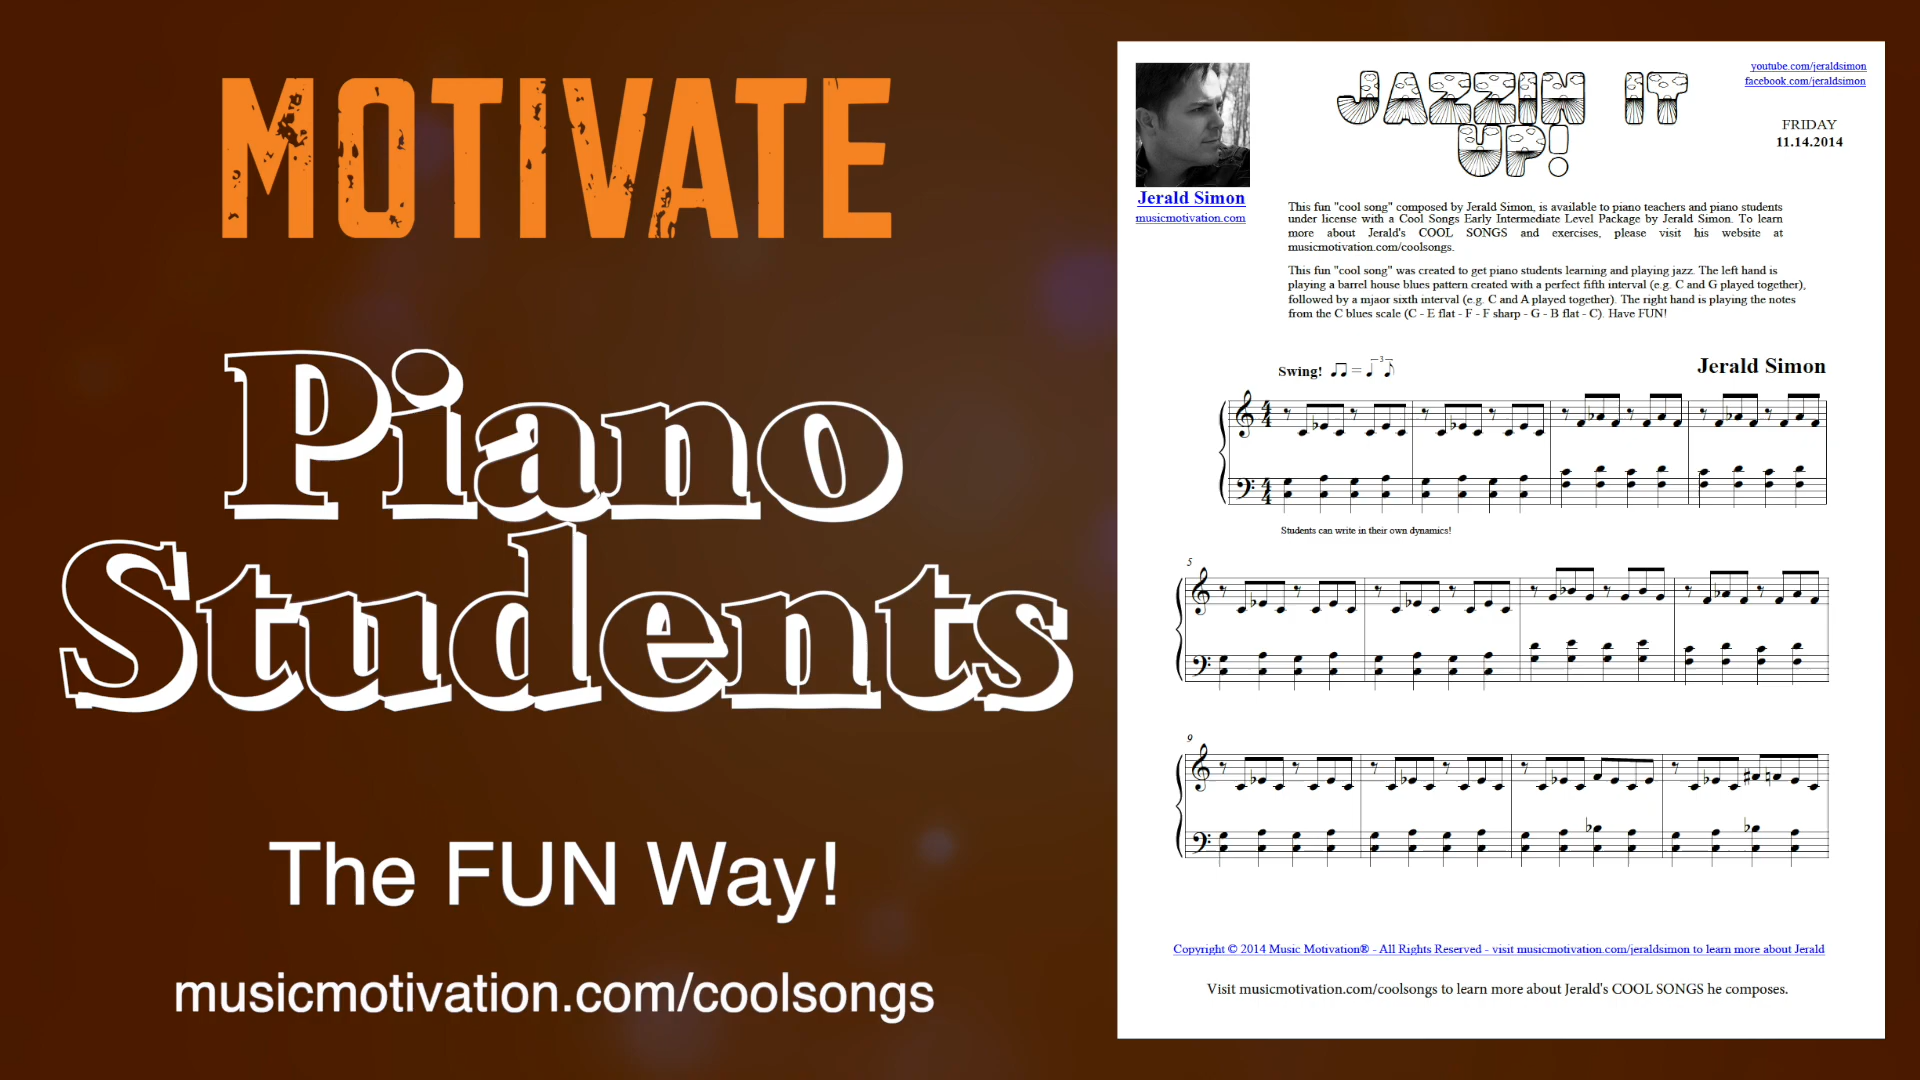 MOTIVATE
Piano
Students
The FUN Way!
musicmotivation.com/coolsongs
JAZZIN IT
UP!
youtube.com/jeraldsimon
facebook.com/jeraldsimon
FRIDAY
11.14.2014
Jerald Simon
musicmotivation.com
This fun "cool song" composed by Jerald Simon, is available to piano teachers and piano students
under license with a Cool Songs Early Intermediate Level Package by Jerald Simon. To learn
more about Jerald's COOL SONGS and exercises, please visit his website at
musicmotivation.com/coolsongs.
This fun "cool song" was created to get piano students learning and playing jazz. The left hand is
playing a barrel house blues pattern created with a perfect fifth interval (e.g. C and G played together),
followed by a mjaor sixth interval (e.g. C and A played together). The right hand is playing the notes
from the C blues scale (C - E flat - F - F sharp - G - B flat - C). Have FUN!
Swing! 3
Jerald Simon
4
4
4
4
Students can write in their own dynamics!
5
9
Copyright © 2014 Music Motivation® - All Rights Reserved - visit musicmotivation.com/jeraldsimon to learn more about Jerald
Visit musicmotivation.com/coolsongs to learn more about Jerald's COOL SONGS he composes.